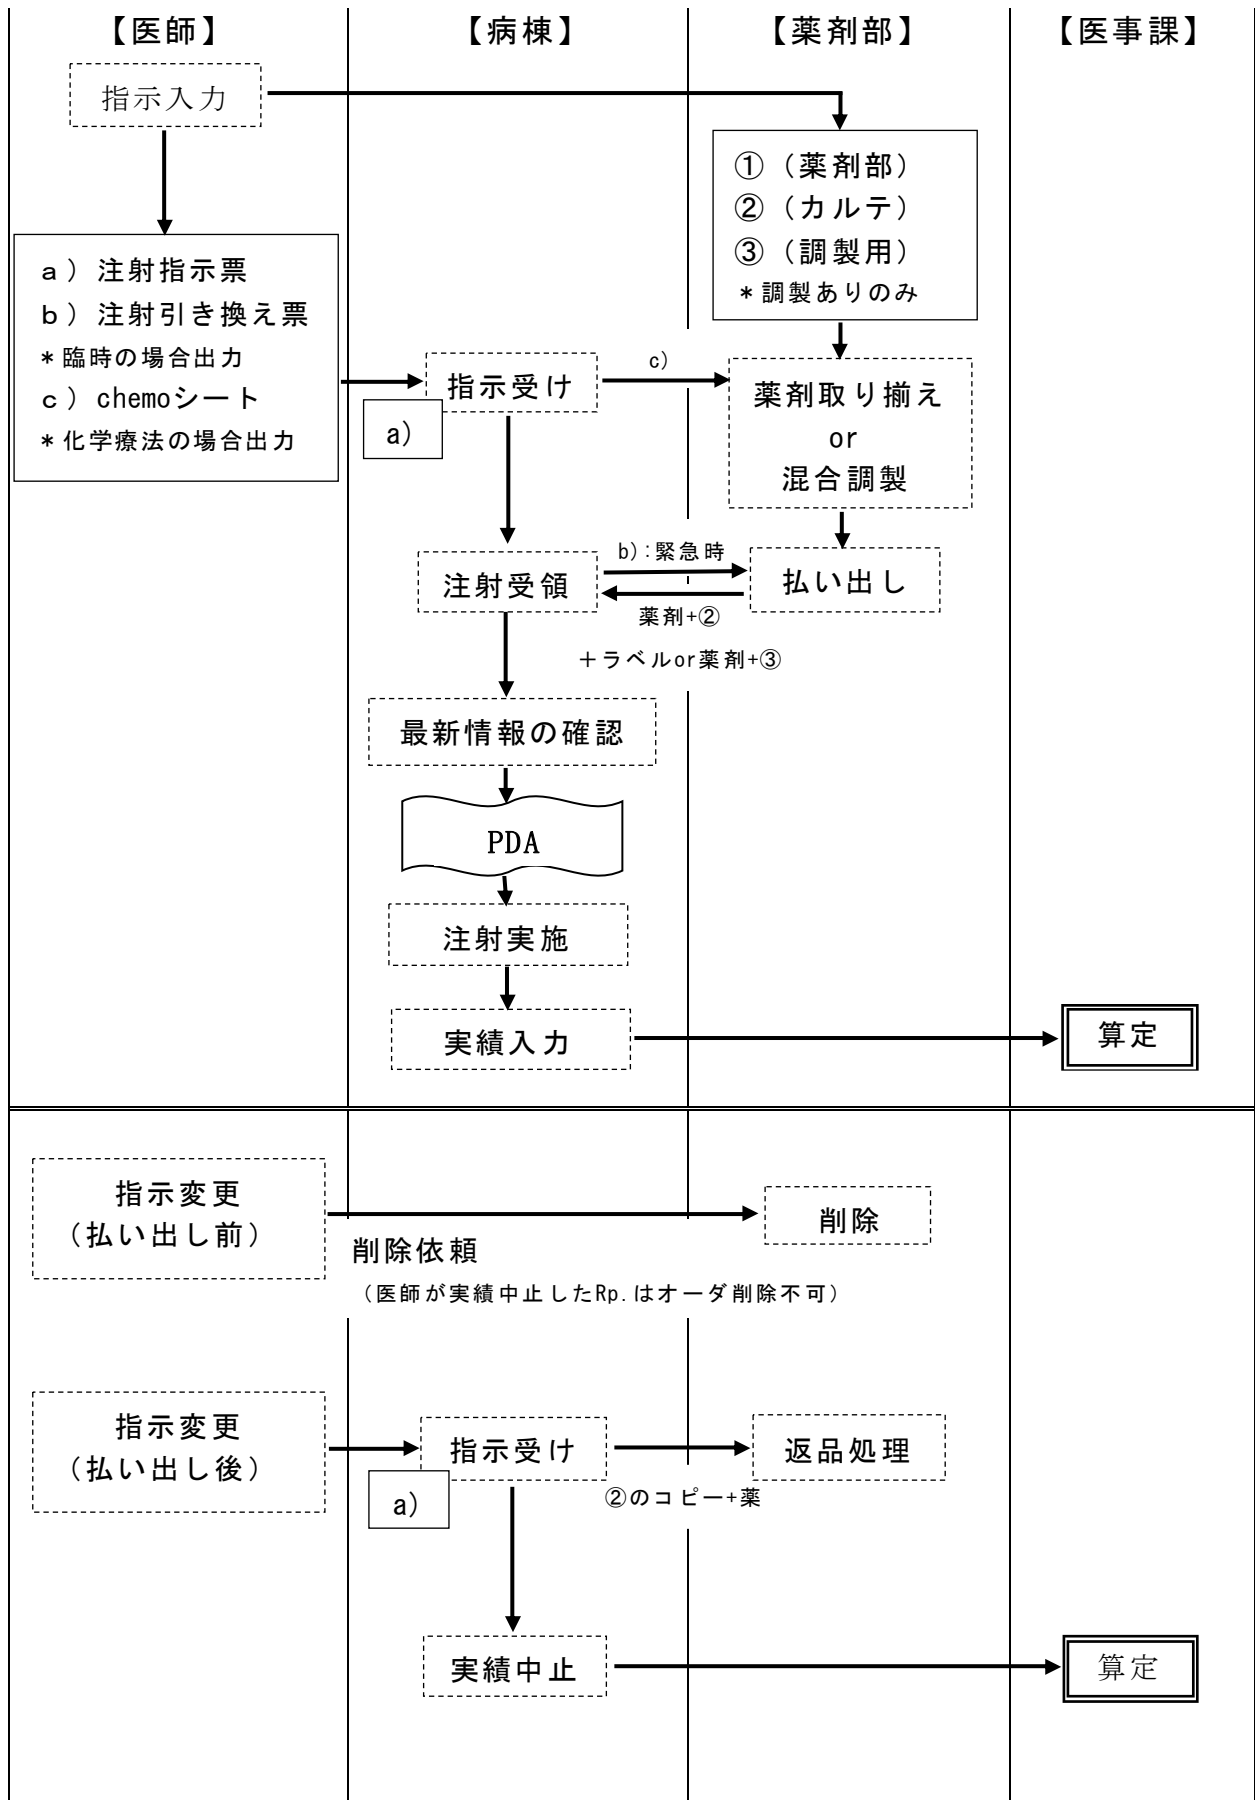 【医師】
【病棟】
【薬剤部】
【医事課】
指示入力
①（薬剤部）
②（カルテ）
③（調製用）
＊調製ありのみ
ａ）注射指示票
ｂ）注射引き換え票
＊臨時の場合出力
ｃ）chemoシート
＊化学療法の場合出力
指示受け
a)
c)
薬剤取り揃え
or
混合調製
注射受領
b):緊急時
払い出し
薬剤+②
＋ラベルor薬剤+③
最新情報の確認
PDA
注射実施
実績入力
算定
指示変更
（払い出し前）
削除
削除依頼
（医師が実績中止したRp.はオーダ削除不可）
指示変更
（払い出し後）
指示受け
a)
返品処理
②のコピー+薬
実績中止
算定